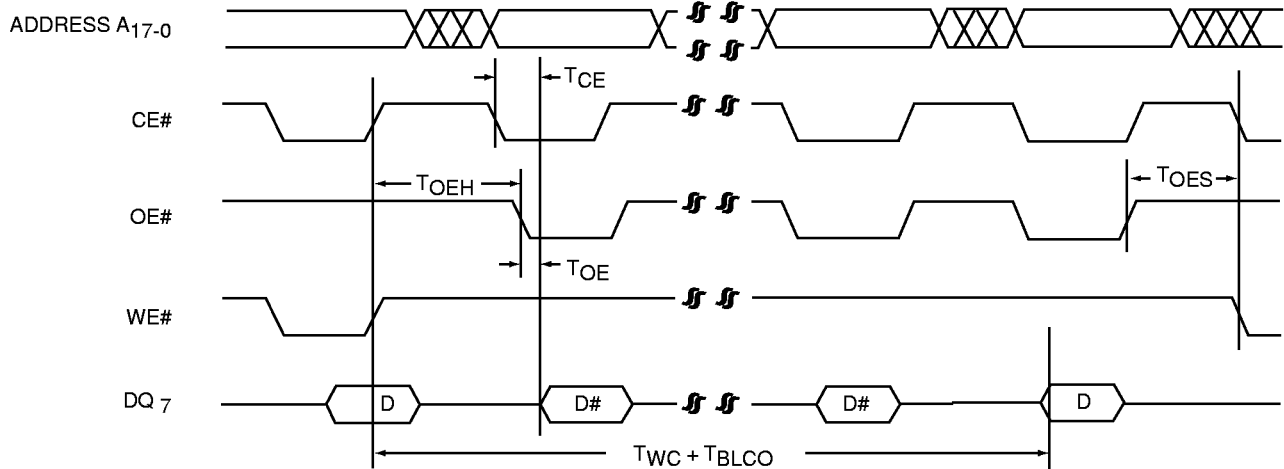 ADDRESS A17-0
TCE
CE#
TOEH
TOES
OE#
TOE
WE#
DQ 7
D
D#
D#
D
TWC + TBLCO